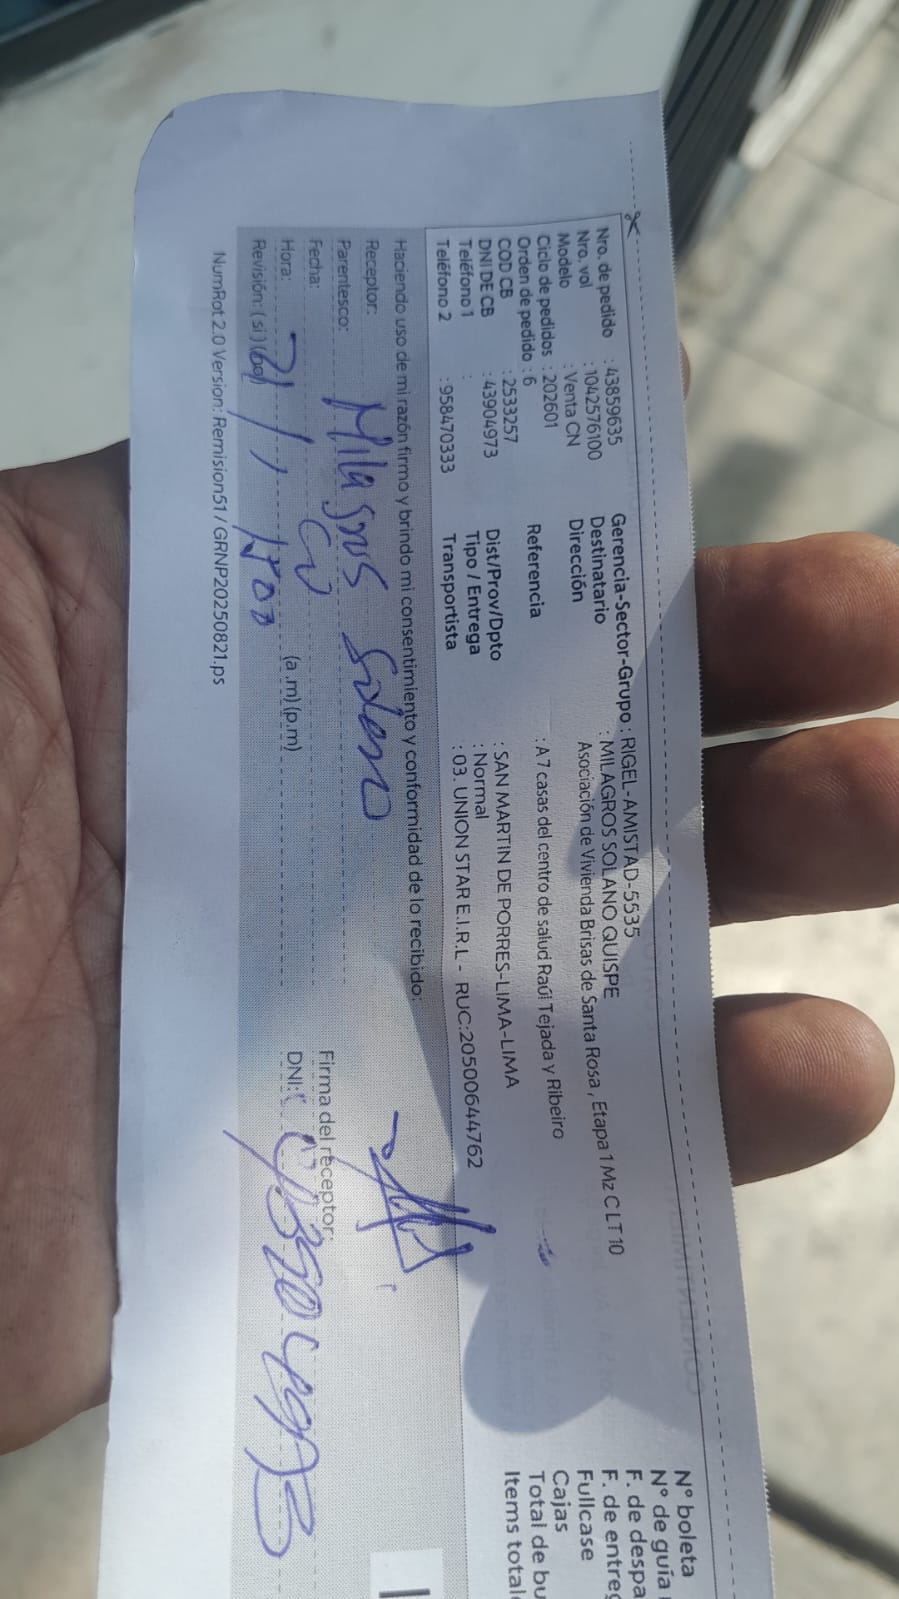 Nro. de pedido : 43859635
Nro. vol : 1042576100
Modelo : Venta CN
Ciclo de pedidos : 202601
Orden de pedido : 6
COD CB : 2533257
DNI DE CB : 43904973
Teléfono 1 :
Teléfono 2 : 958470333
Gerencia-Sector-Grupo : RIGEL-AMISTAD-5535
Destinatario : MILAGROS SOLANO QUISPE
Dirección Asociación de Vivienda Brisas de Santa Rosa , Etapa 1 Mz C LT 10
Referencia : A 7 casas del centro de salud Raúl Tejada y Ribeiro
Dist/Prov/Dpto : SAN MARTIN DE PORRES-LIMA-LIMA
Tipo / Entrega : Normal
Transportista : 03. UNION STAR E.I.R.L - RUC:20500644762
N° boleta
N° de guía
F. de despa
F. de entreg
Fullcase
Cajas
Total de bu
Items total
Haciendo uso de mi razón firmo y brindo mi consentimiento y conformidad de lo recibido:
Receptor: Milagros Solano
Parentesco:
Fecha:
Hora: (a .m) (p.m)
Revisión: ( si ) (no)
Firma del receptor:
DNI:
NumRot 2.0 Version: Remision51 / GRNP20250821.ps